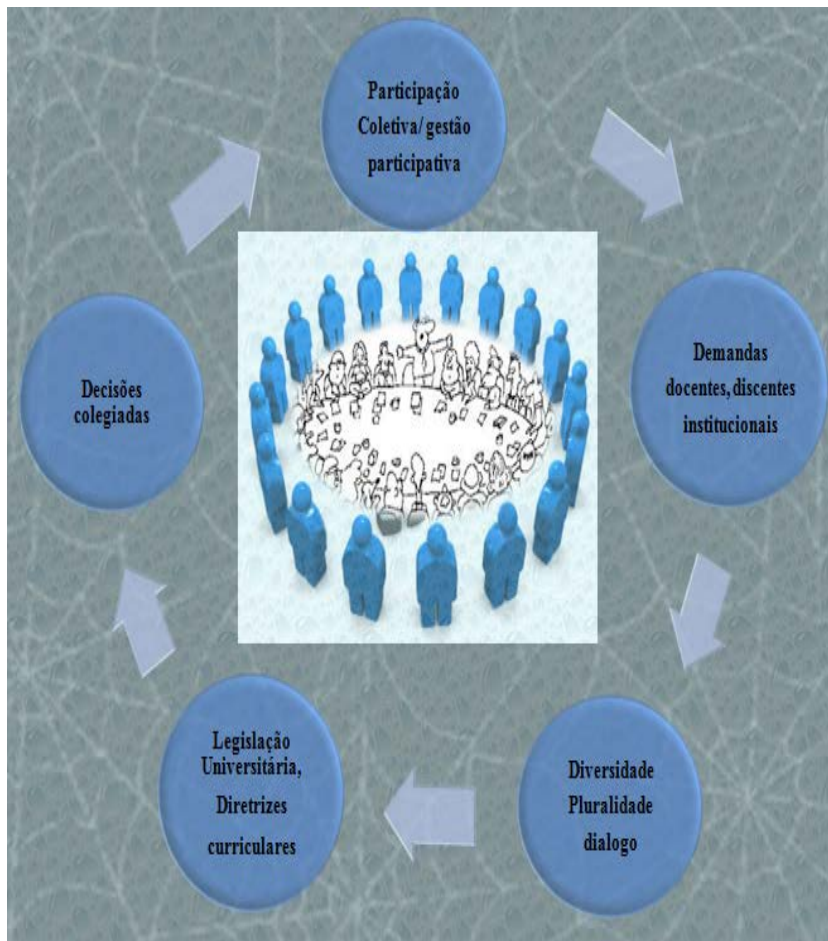 Participação
Coletiva/ gestão
participativa
Demandas
docentes, discentes
institucionais
Diversidade
Pluralidade
dialogo
Legislação
Universitária,
Diretrizes
curriculares
Decisões
colegiadas